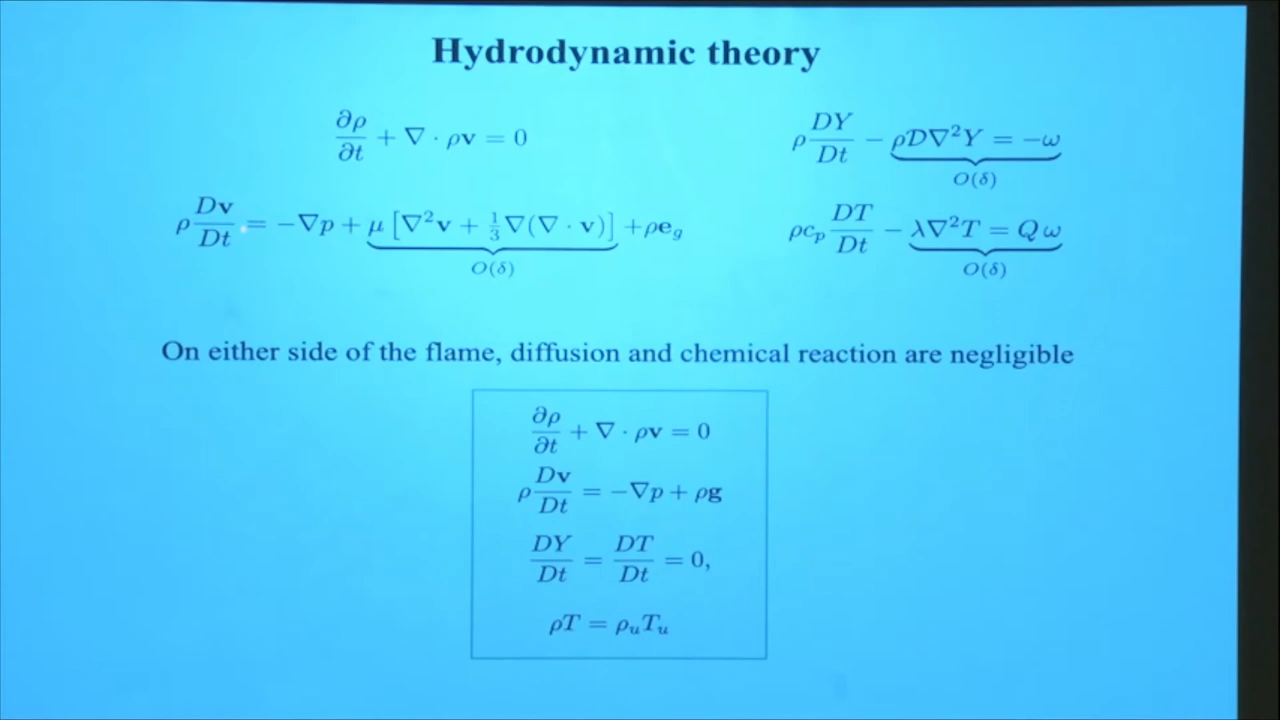 Hydrodynamic theory
∂ρ/∂t + ∇ · ρv = 0
ρ DY/Dt − ρD∇²Y = −ω
O(δ)
ρ Dv/Dt = −∇p + μ [∇²v + ⅓∇(∇ · v)] + ρe_g
O(δ)
ρc_p DT/Dt − λ∇²T = Q ω
O(δ)
On either side of the flame, diffusion and chemical reaction are negligible
∂ρ/∂t + ∇ · ρv = 0
ρ Dv/Dt = −∇p + ρg
DY/Dt = DT/Dt = 0,
ρT = ρ_u T_u